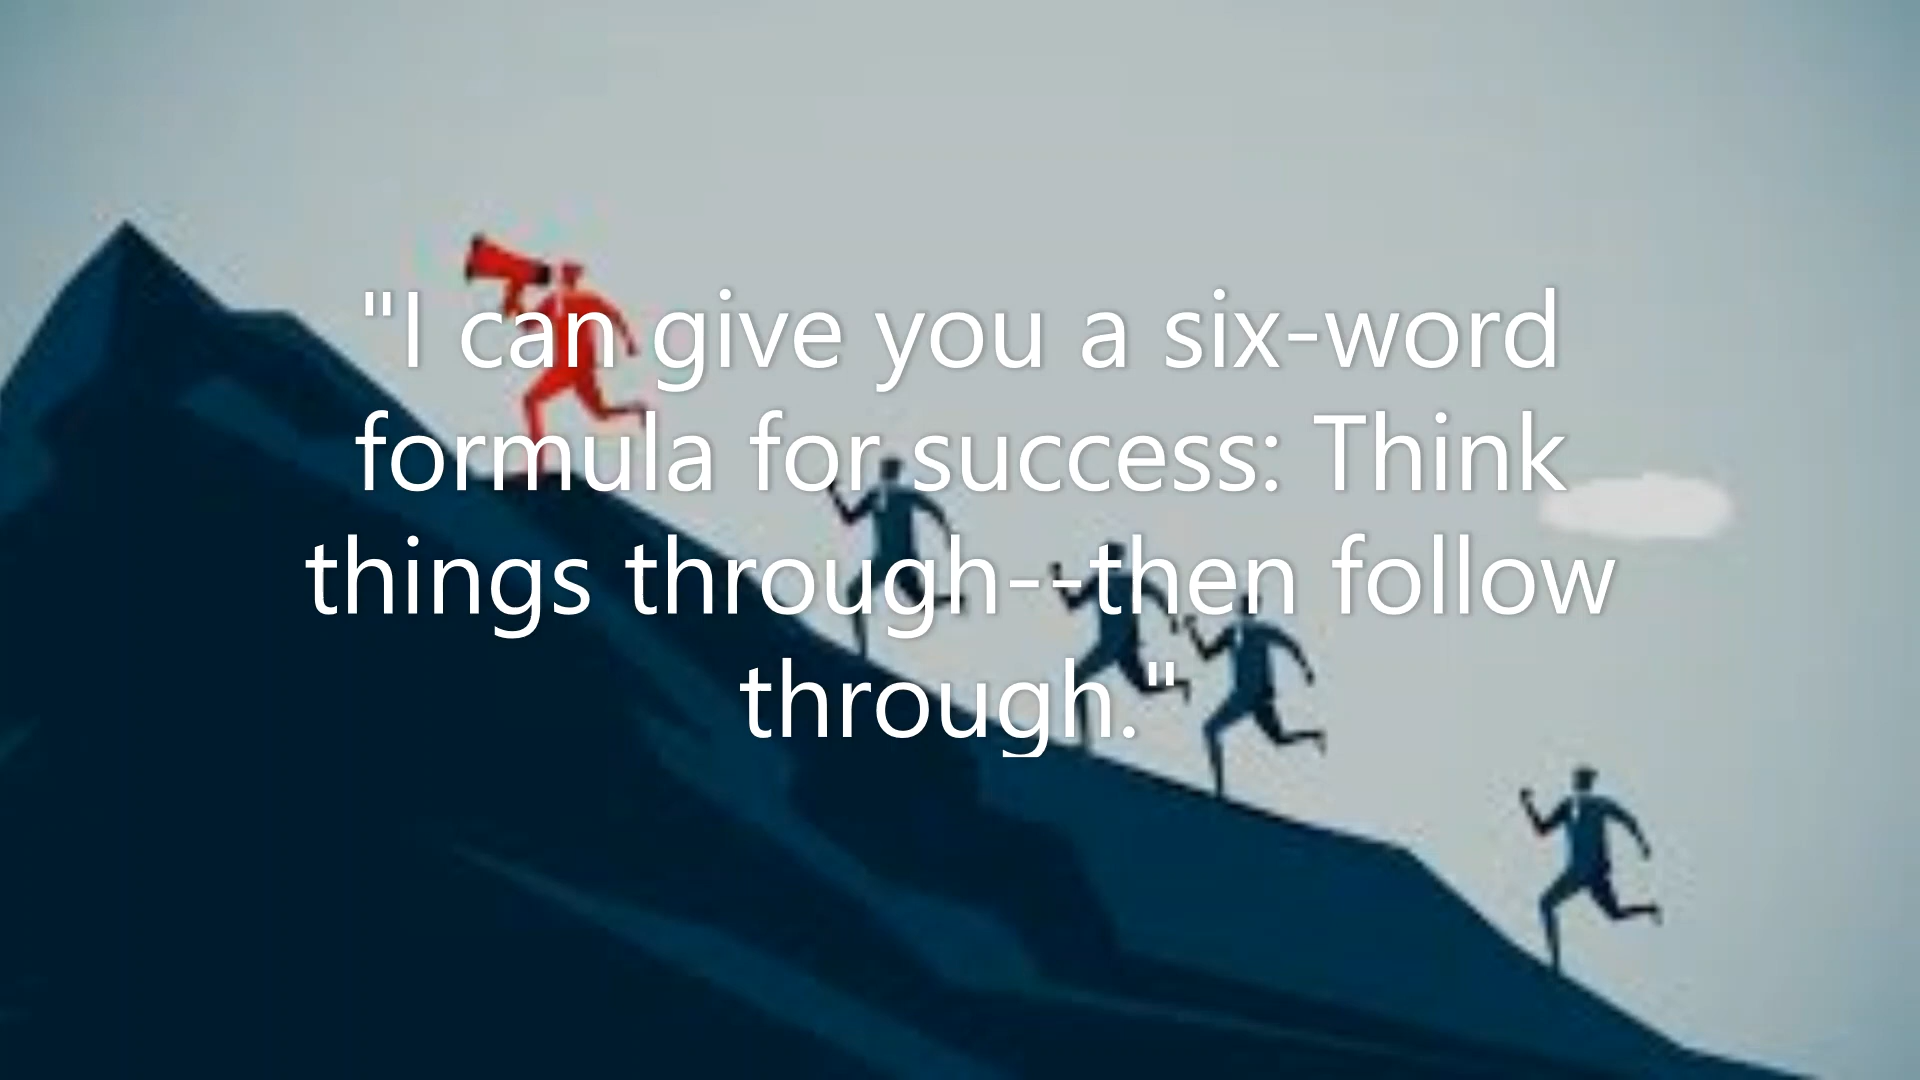 "I can give you a six-word
formula for success: Think
things through--then follow
through."